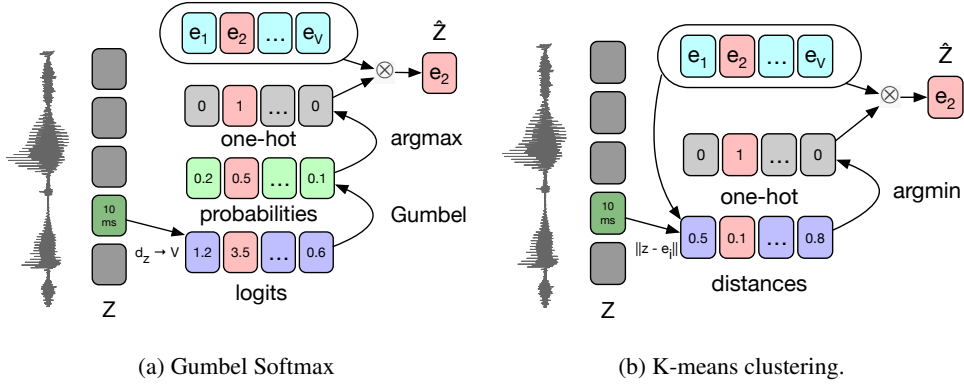 e1 e2 ... eV
Ẑ
e2
0 1 ... 0
one-hot
argmax
0.2 0.5 ... 0.1
probabilities
Gumbel
10 ms
dz → V
1.2 3.5 ... 0.6
logits
Z
(a) Gumbel Softmax
e1 e2 ... eV
Ẑ
e2
0 1 ... 0
one-hot
argmin
10 ms
||z - ei||
0.5 0.1 ... 0.8
distances
Z
(b) K-means clustering.